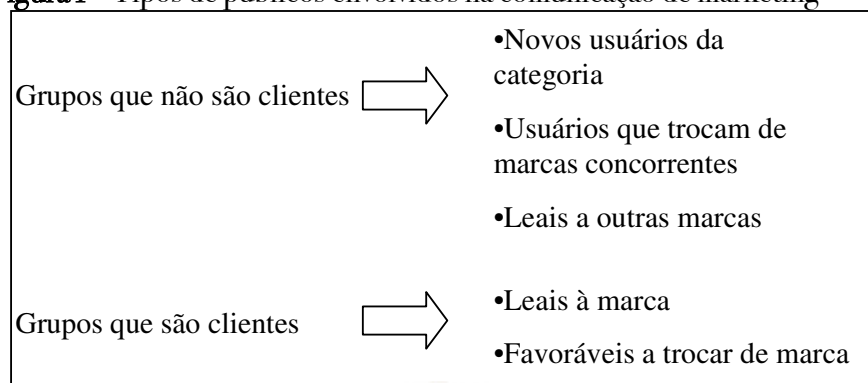 Tipos de públicos envolvidos na comunicação de marketing
Grupos que não são clientes
•Novos usuários da
categoria
•Usuários que trocam de
marcas concorrentes
•Leais a outras marcas
Grupos que são clientes
•Leais à marca
•Favoráveis a trocar de marca